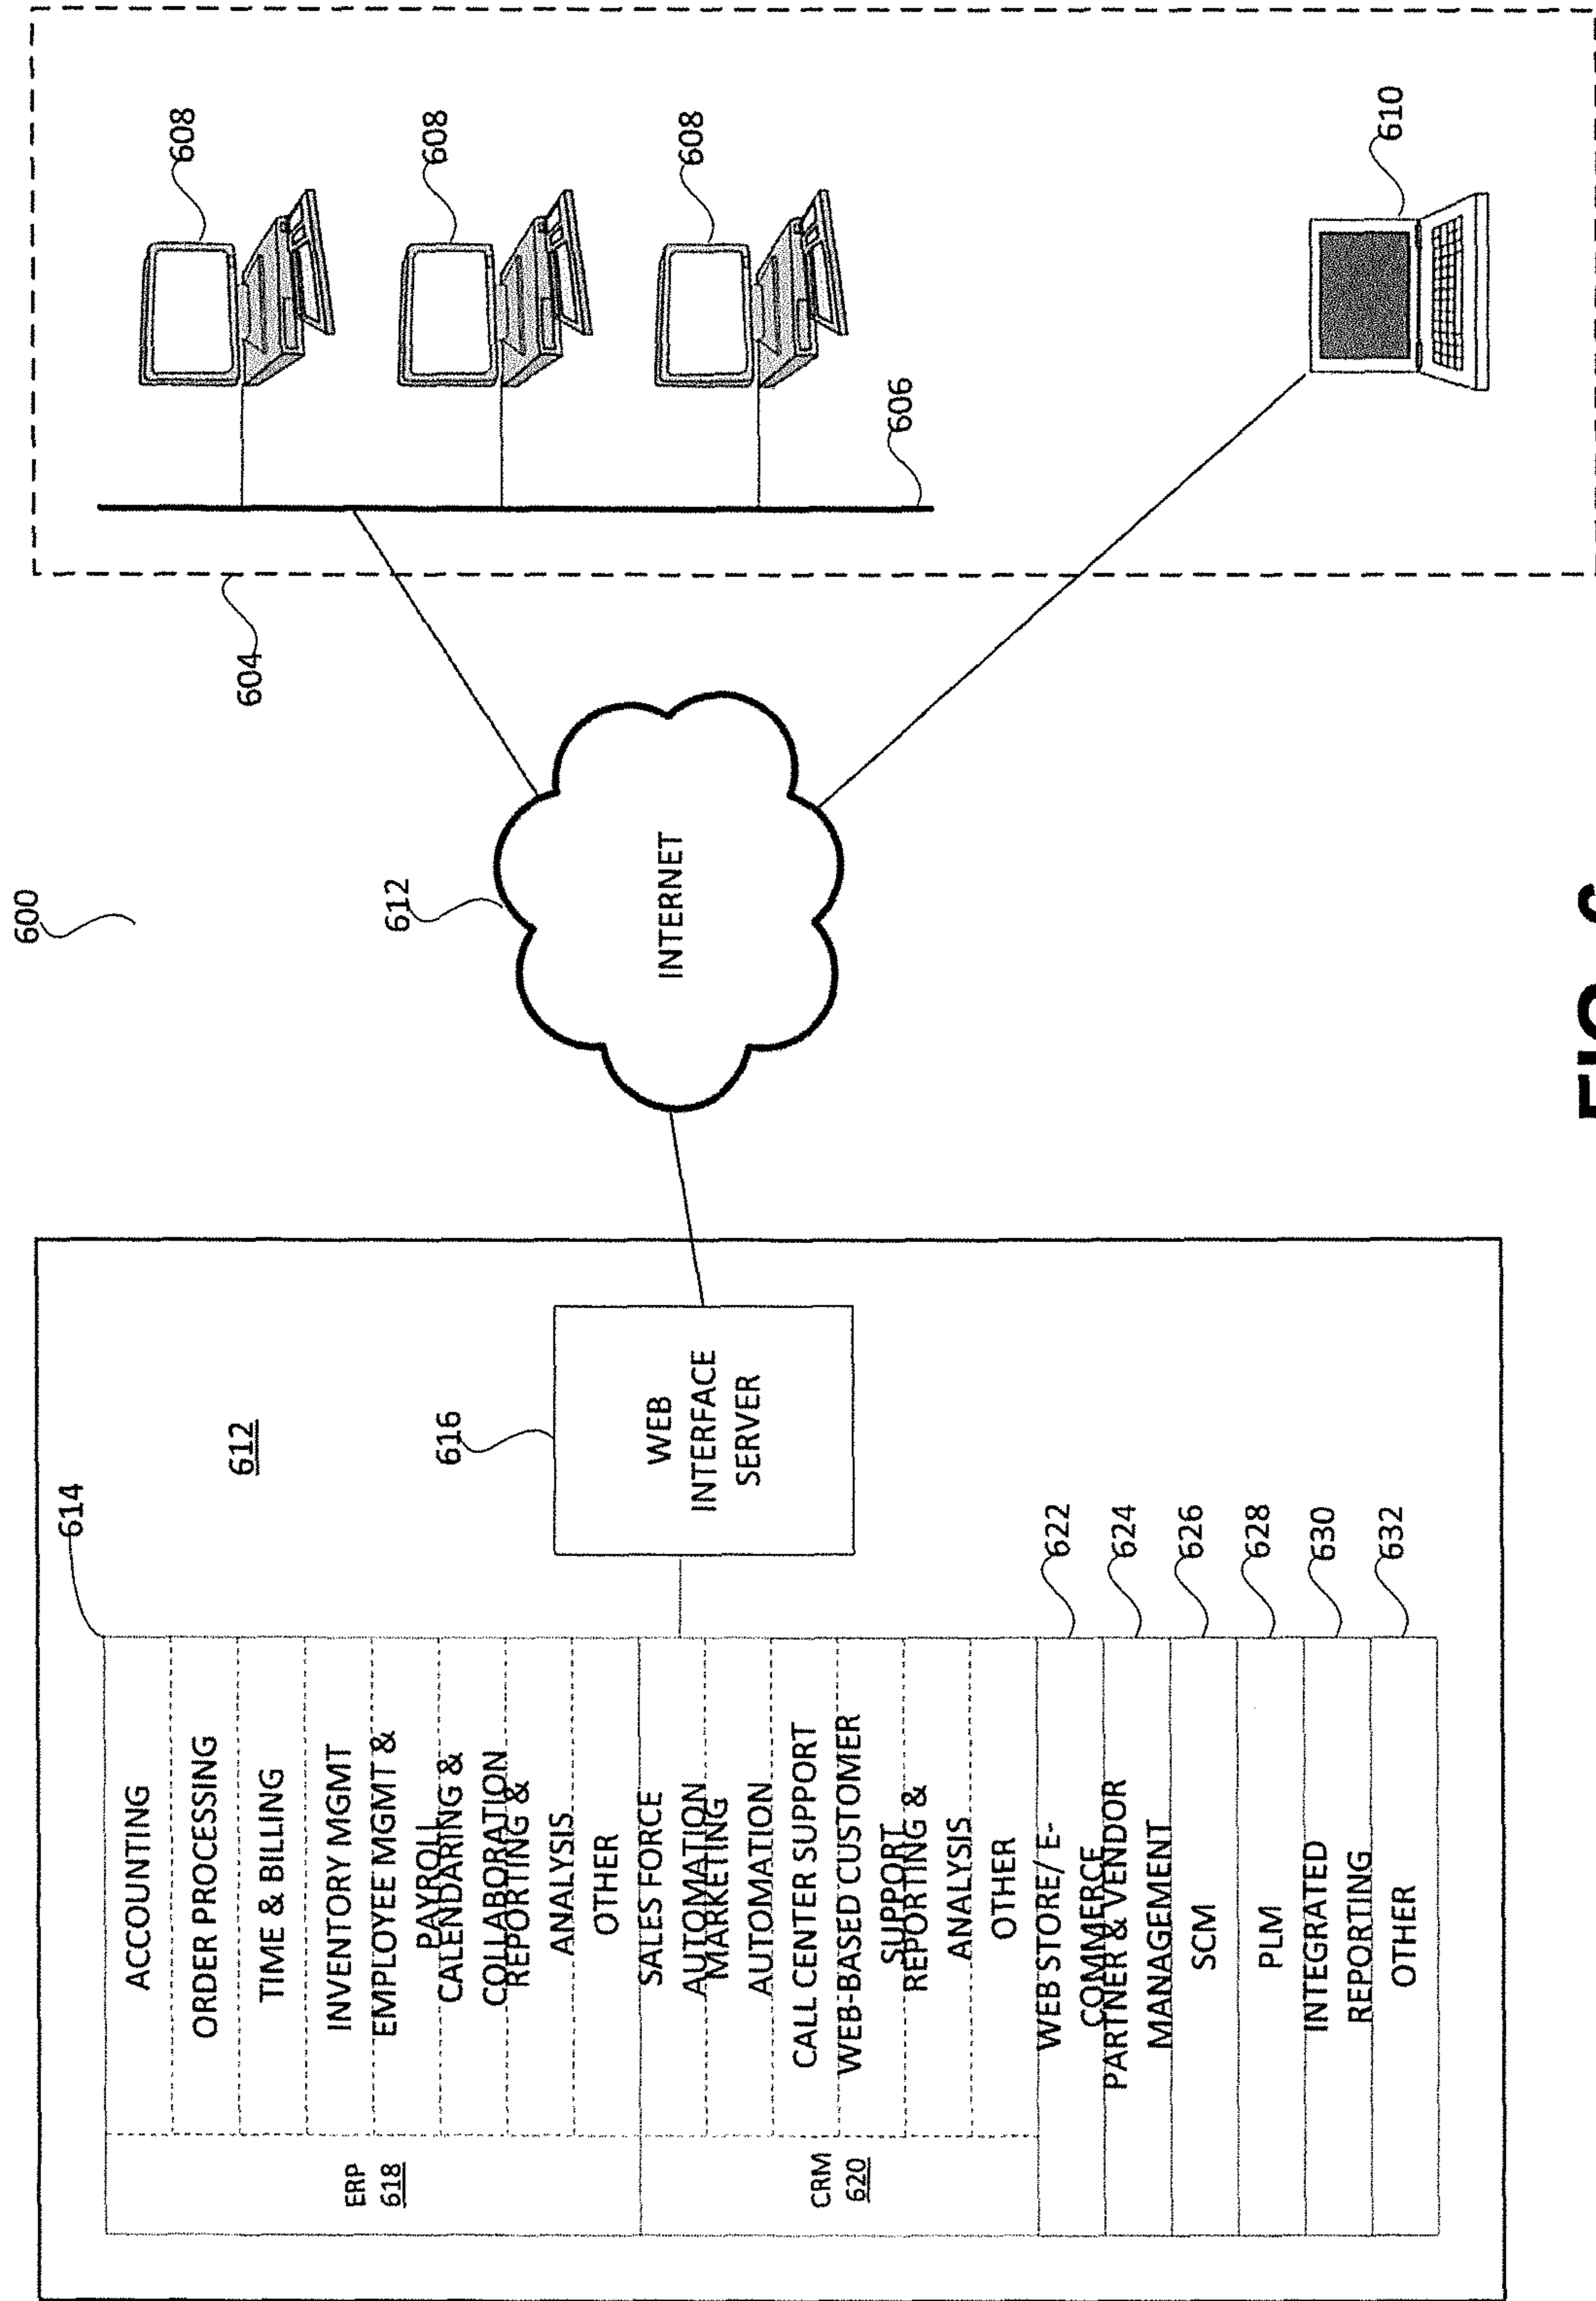 600
614
612
616
WEB
INTERFACE
SERVER
ERP
618
ACCOUNTING
ORDER PROCESSING
TIME & BILLING
INVENTORY MGMT
EMPLOYEE MGMT &
PAYROLL
CALENDARING &
COLLABORATION
REPORTING &
ANALYSIS
OTHER
CRM
620
SALES FORCE
AUTOMATION
MARKETING
AUTOMATION
CALL CENTER SUPPORT
WEB-BASED CUSTOMER
SUPPORT
REPORTING &
ANALYSIS
OTHER
WEB STORE/ E-
COMMERCE
622
PARTNER & VENDOR
MANAGEMENT
624
SCM
626
PLM
628
INTEGRATED
REPORTING
630
OTHER
632
612
INTERNET
604
608
608
608
606
610
FIG. 6